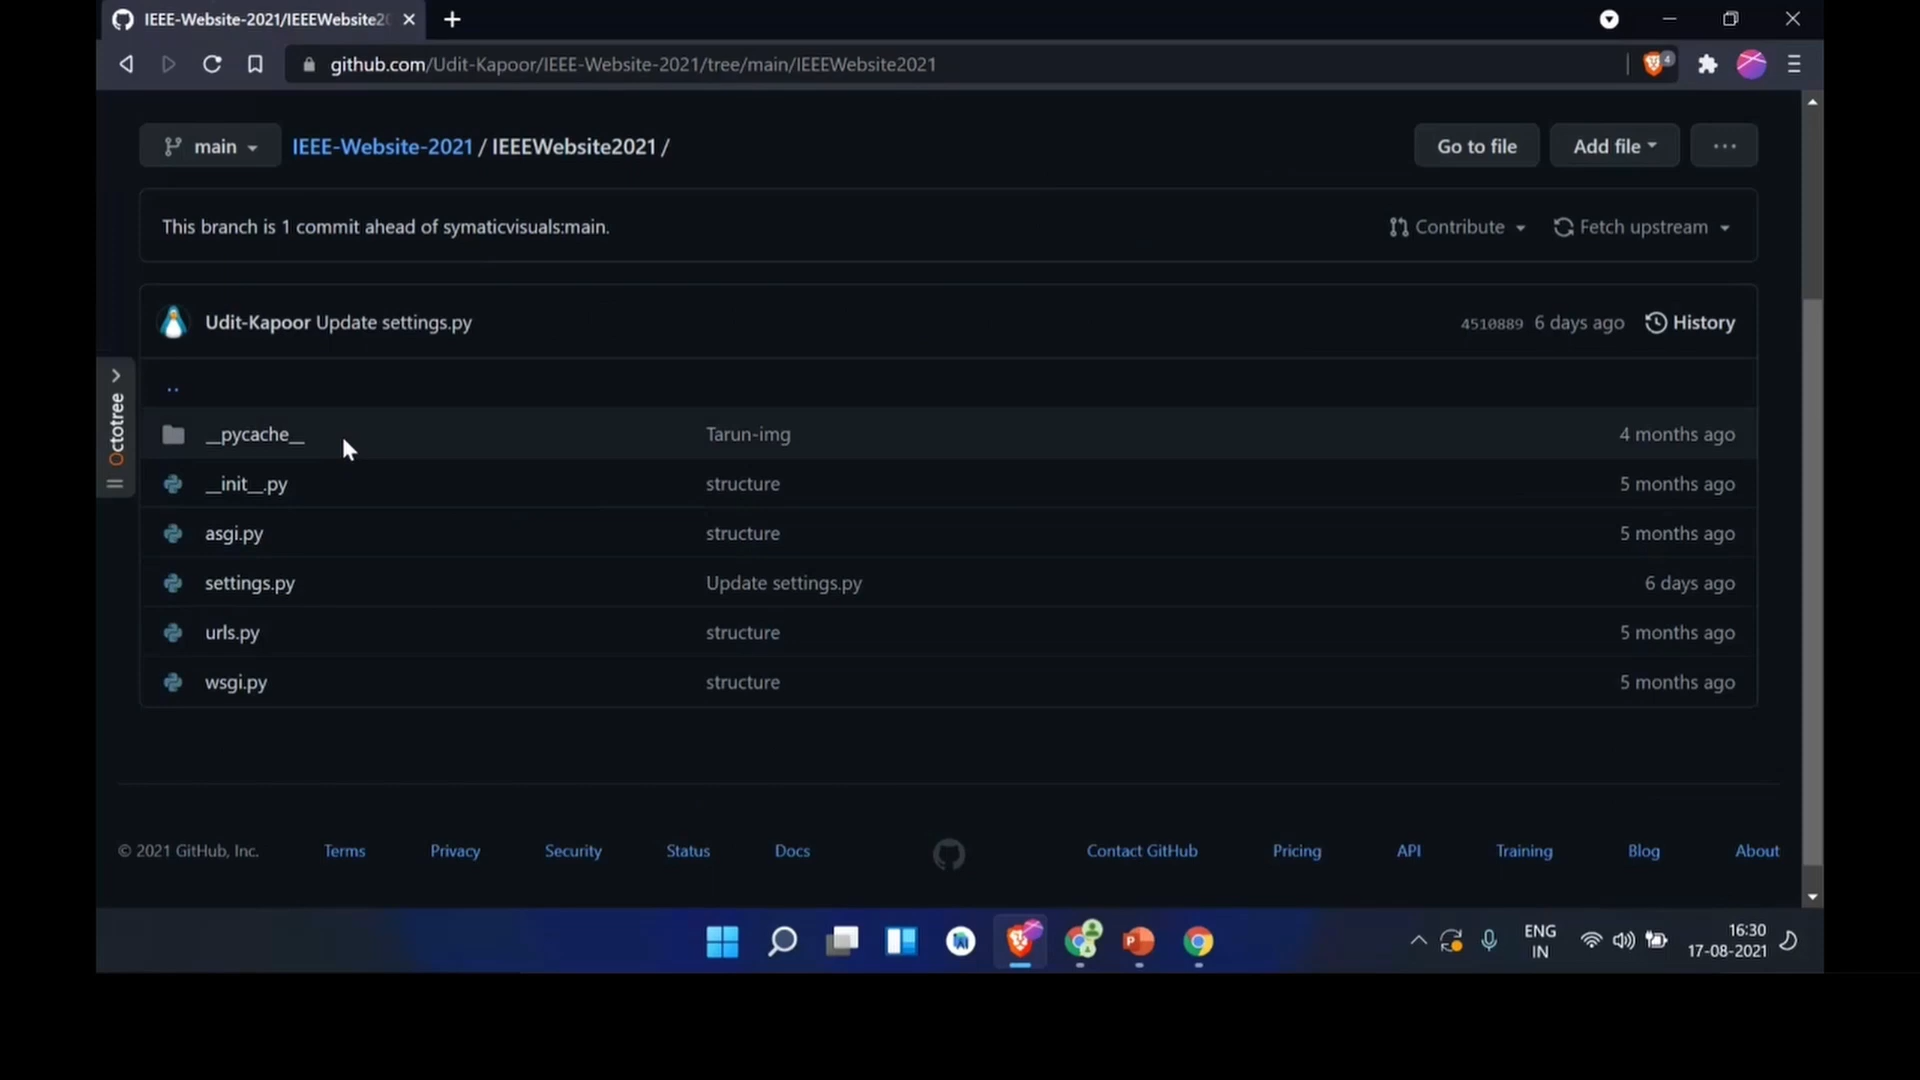 IEEE-Website-2021/IEEEWebsite20
github.com/Udit-Kapoor/IEEE-Website-2021/tree/main/IEEEWebsite2021
4
main
IEEE-Website-2021 / IEEEWebsite2021 /
Go to file
Add file
This branch is 1 commit ahead of symaticvisuals:main.
Contribute
Fetch upstream
Udit-Kapoor Update settings.py
4510889 6 days ago
History
Octotree
..
__pycache__ Tarun-img 4 months ago
__init__.py structure 5 months ago
asgi.py structure 5 months ago
settings.py Update settings.py 6 days ago
urls.py structure 5 months ago
wsgi.py structure 5 months ago
© 2021 GitHub, Inc. Terms Privacy Security Status Docs Contact GitHub Pricing API Training Blog About
P
ENG
IN
16:30
17-08-2021